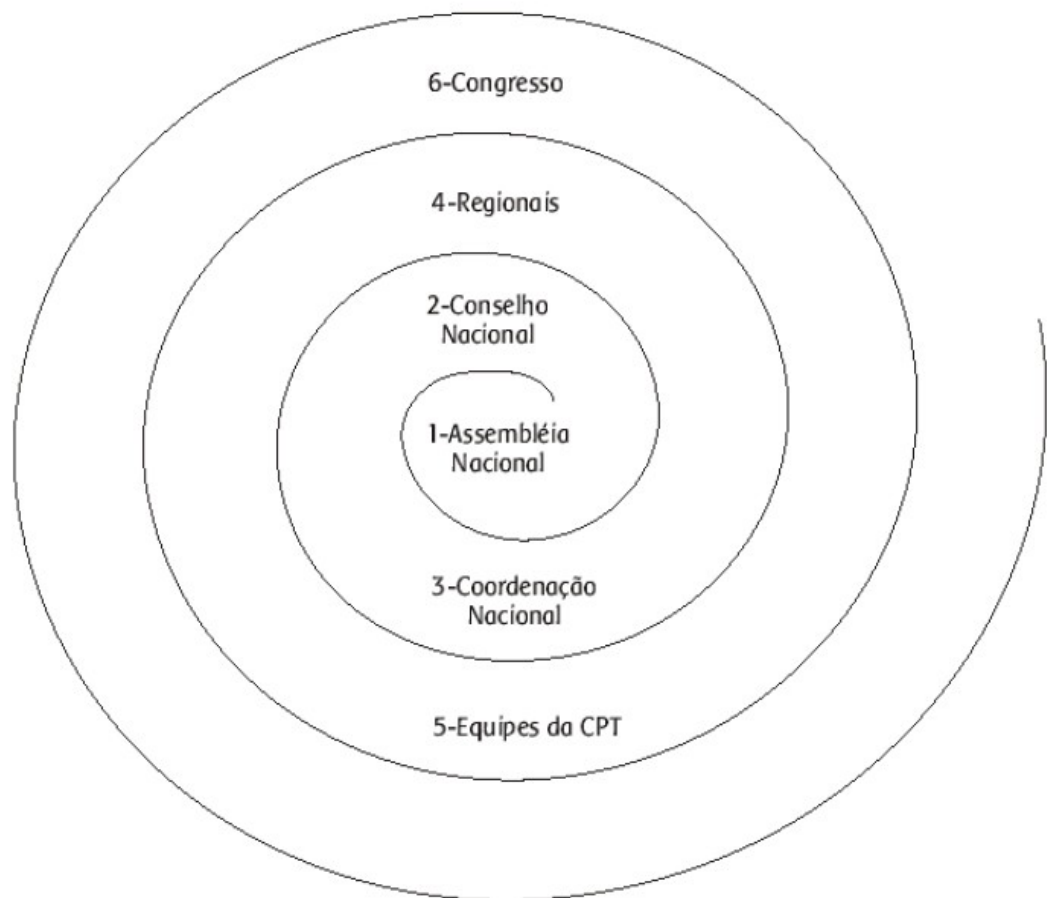 6-Congresso
4-Regionais
2-Conselho
Nacional
1-Assembléia
Nacional
3-Coordenação
Nacional
5-Equipes da CPT